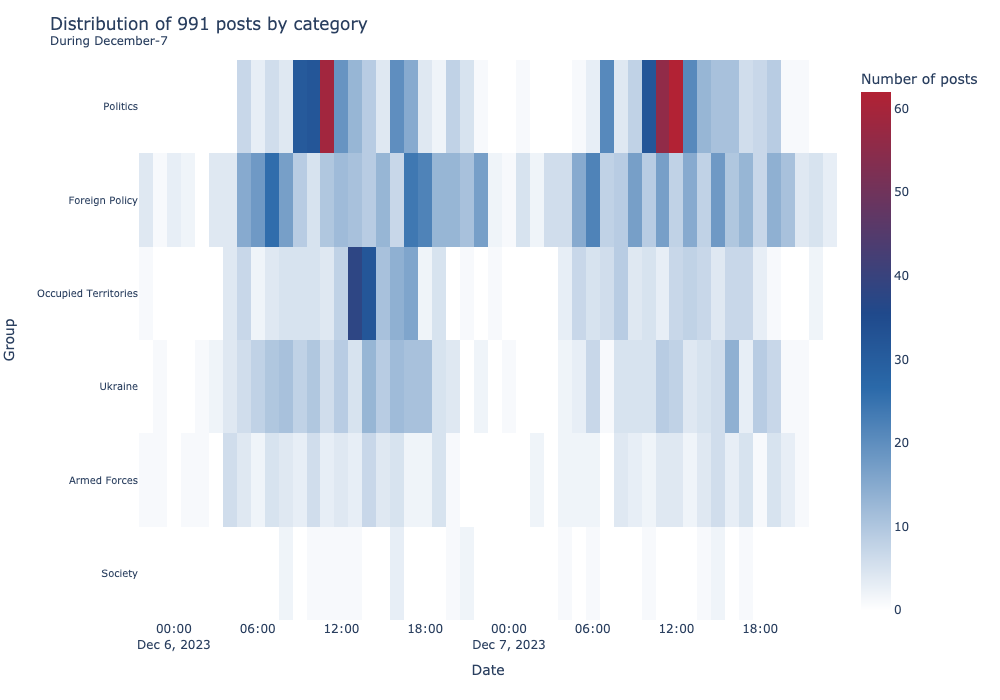 Distribution of 991 posts by category
During December-7
Number of posts
60
50
40
30
20
10
0
Group
Politics
Foreign Policy
Occupied Territories
Ukraine
Armed Forces
Society
00:00 06:00 12:00 18:00 00:00 06:00 12:00 18:00
Dec 6, 2023 Dec 7, 2023
Date